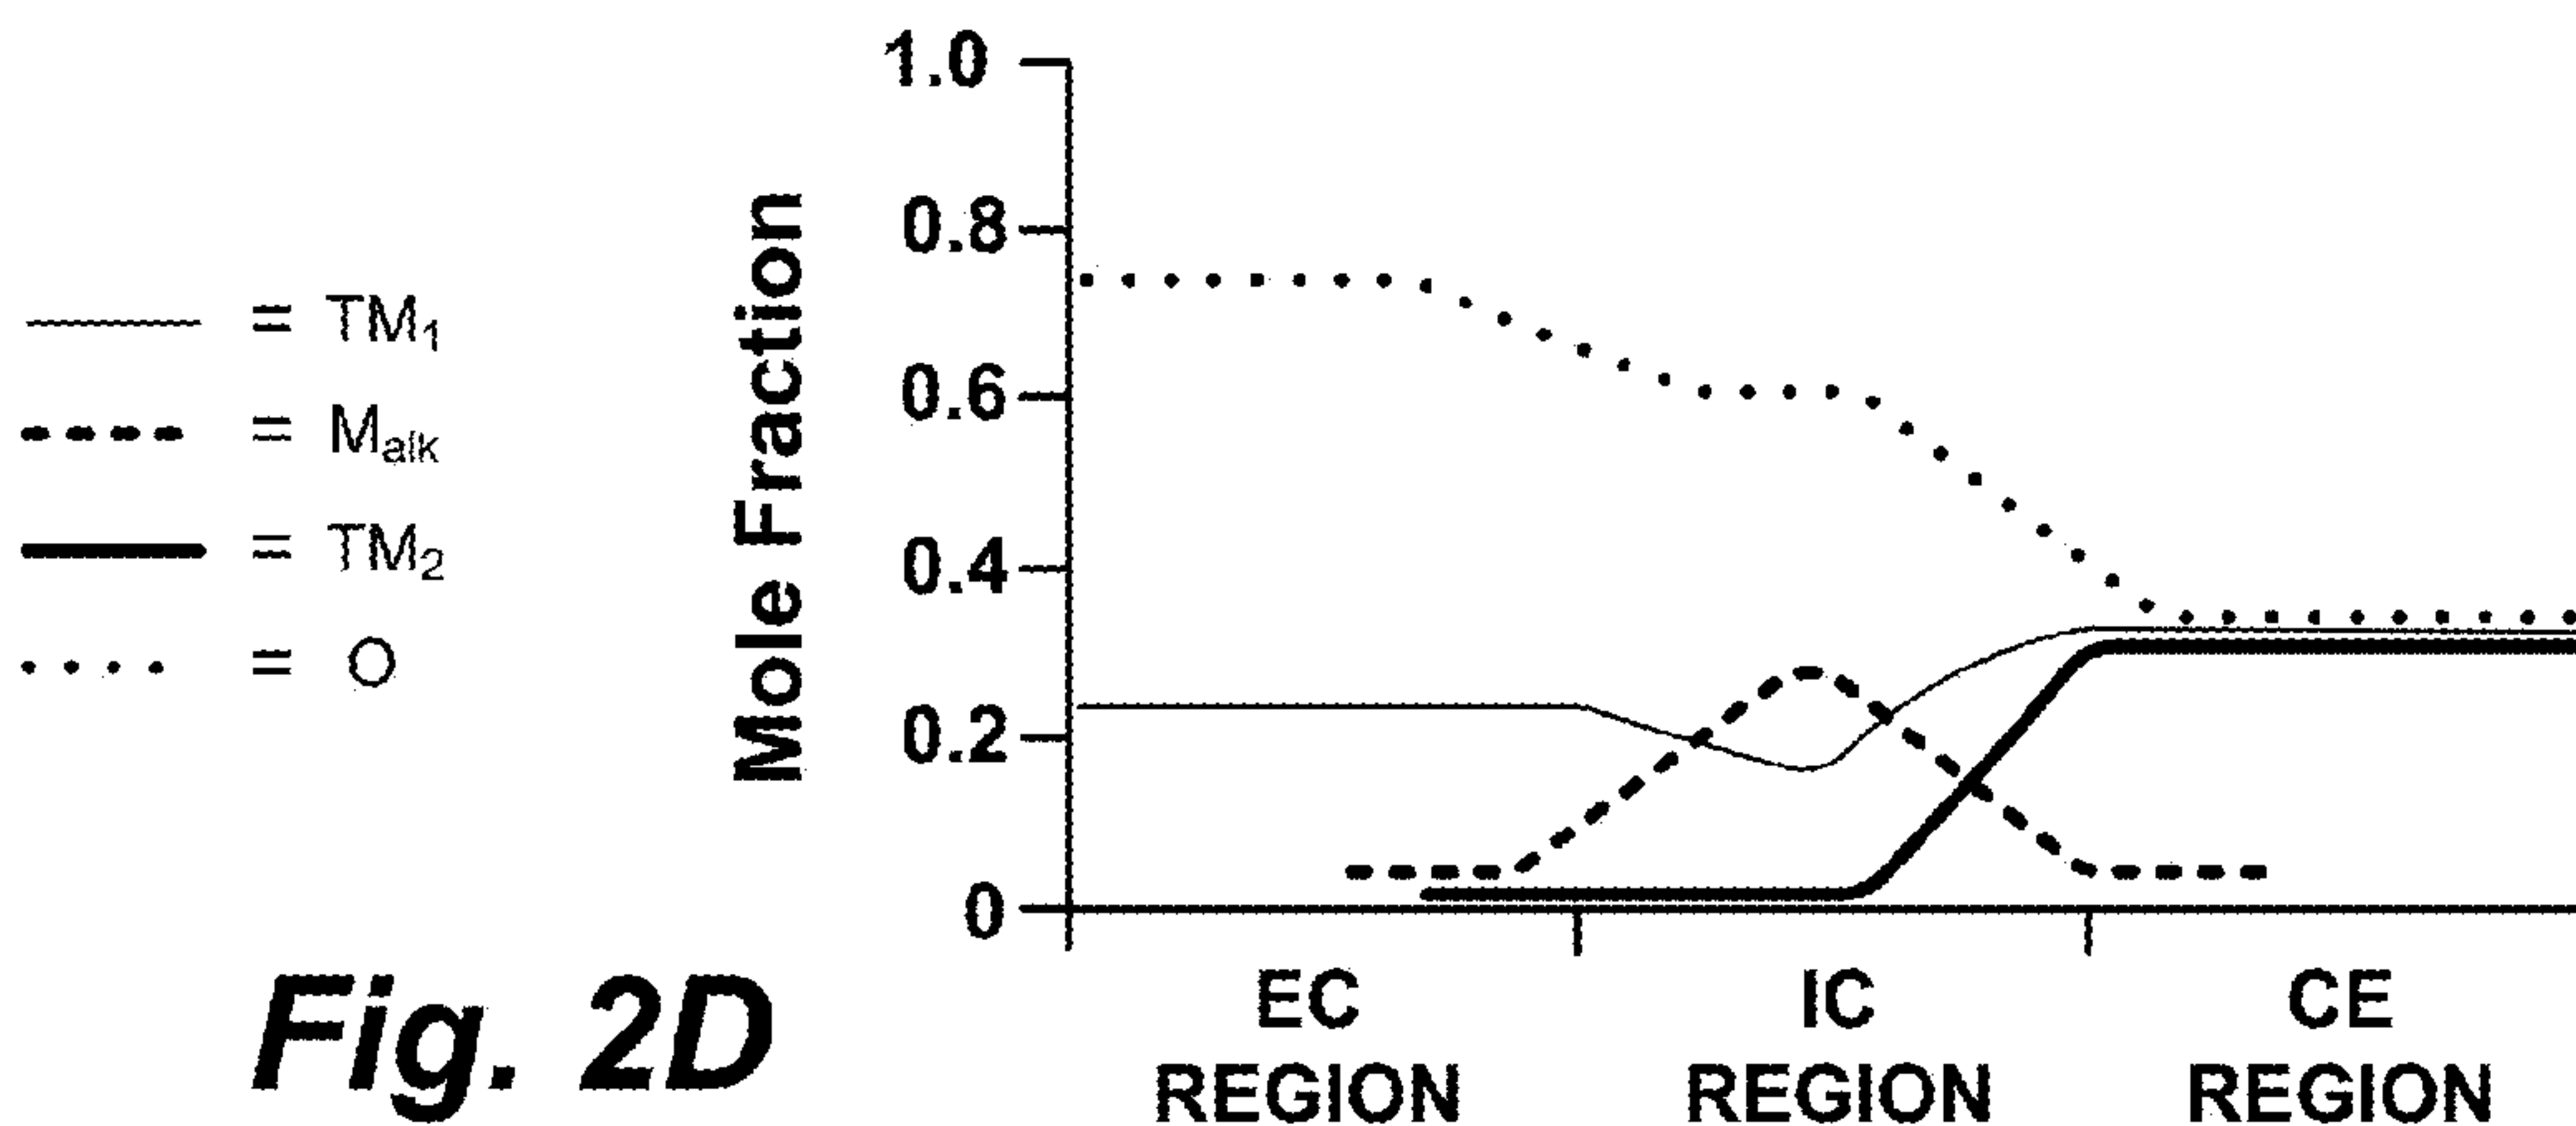 1.0
0.8
0.6
0.4
0.2
0
Mole Fraction
= TM₁
= Malk
= TM₂
= O
EC
REGION
IC
REGION
CE
REGION
Fig. 2D